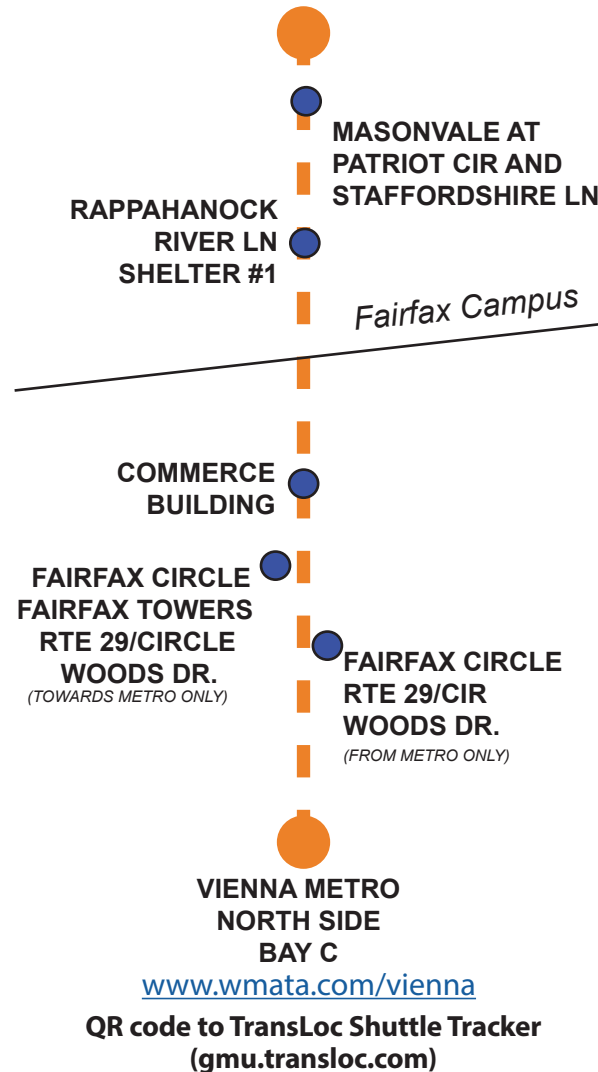 MASONVALE AT
PATRIOT CIR AND
STAFFORDSHIRE LN
RAPPAHANOCK
RIVER LN
SHELTER #1
Fairfax Campus
COMMERCE
BUILDING
FAIRFAX CIRCLE
FAIRFAX TOWERS
RTE 29/CIRCLE
WOODS DR.
(TOWARDS METRO ONLY)
FAIRFAX CIRCLE
RTE 29/CIR
WOODS DR.
(FROM METRO ONLY)
VIENNA METRO
NORTH SIDE
BAY C
www.wmata.com/vienna
QR code to TransLoc Shuttle Tracker
(gmu.transloc.com)